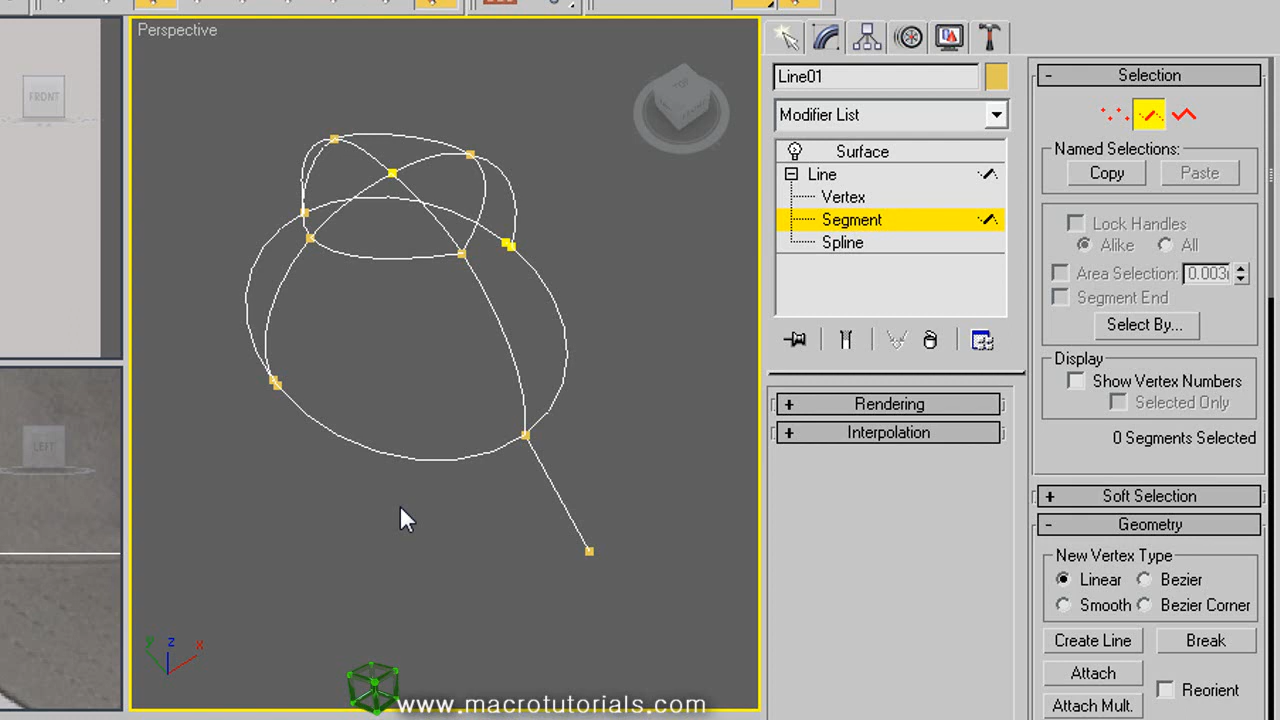 Perspective
FRONT
TOP
LEFT
y z x
www.macrotutorials.com
Line01
Modifier List
Surface
Line
Vertex
Segment
Spline
+ Rendering
+ Interpolation
- Selection
Named Selections:
Copy Paste
Lock Handles
Alike All
Area Selection:
Segment End
Select By...
Display
Show Vertex Numbers
Selected Only
0 Segments Selected
+ Soft Selection
- Geometry
New Vertex Type
Linear Bezier
Smooth Bezier Corner
Create Line Break
Attach
Reorient
Attach Mult.